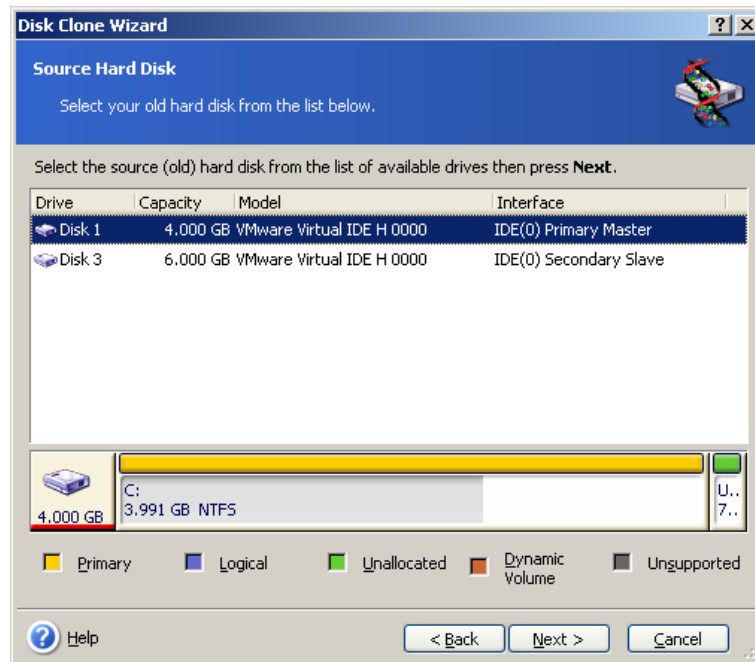 Disk Clone Wizard
Source Hard Disk
Select your old hard disk from the list below.
Select the source (old) hard disk from the list of available drives then press Next.
Drive Capacity Model Interface
Disk 1 4.000 GB VMware Virtual IDE H 0000 IDE(0) Primary Master
Disk 3 6.000 GB VMware Virtual IDE H 0000 IDE(0) Secondary Slave
C: U..
4.000 GB 3.991 GB NTFS 7..
Primary Logical Unallocated Dynamic Volume Unsupported
Help < Back Next > Cancel